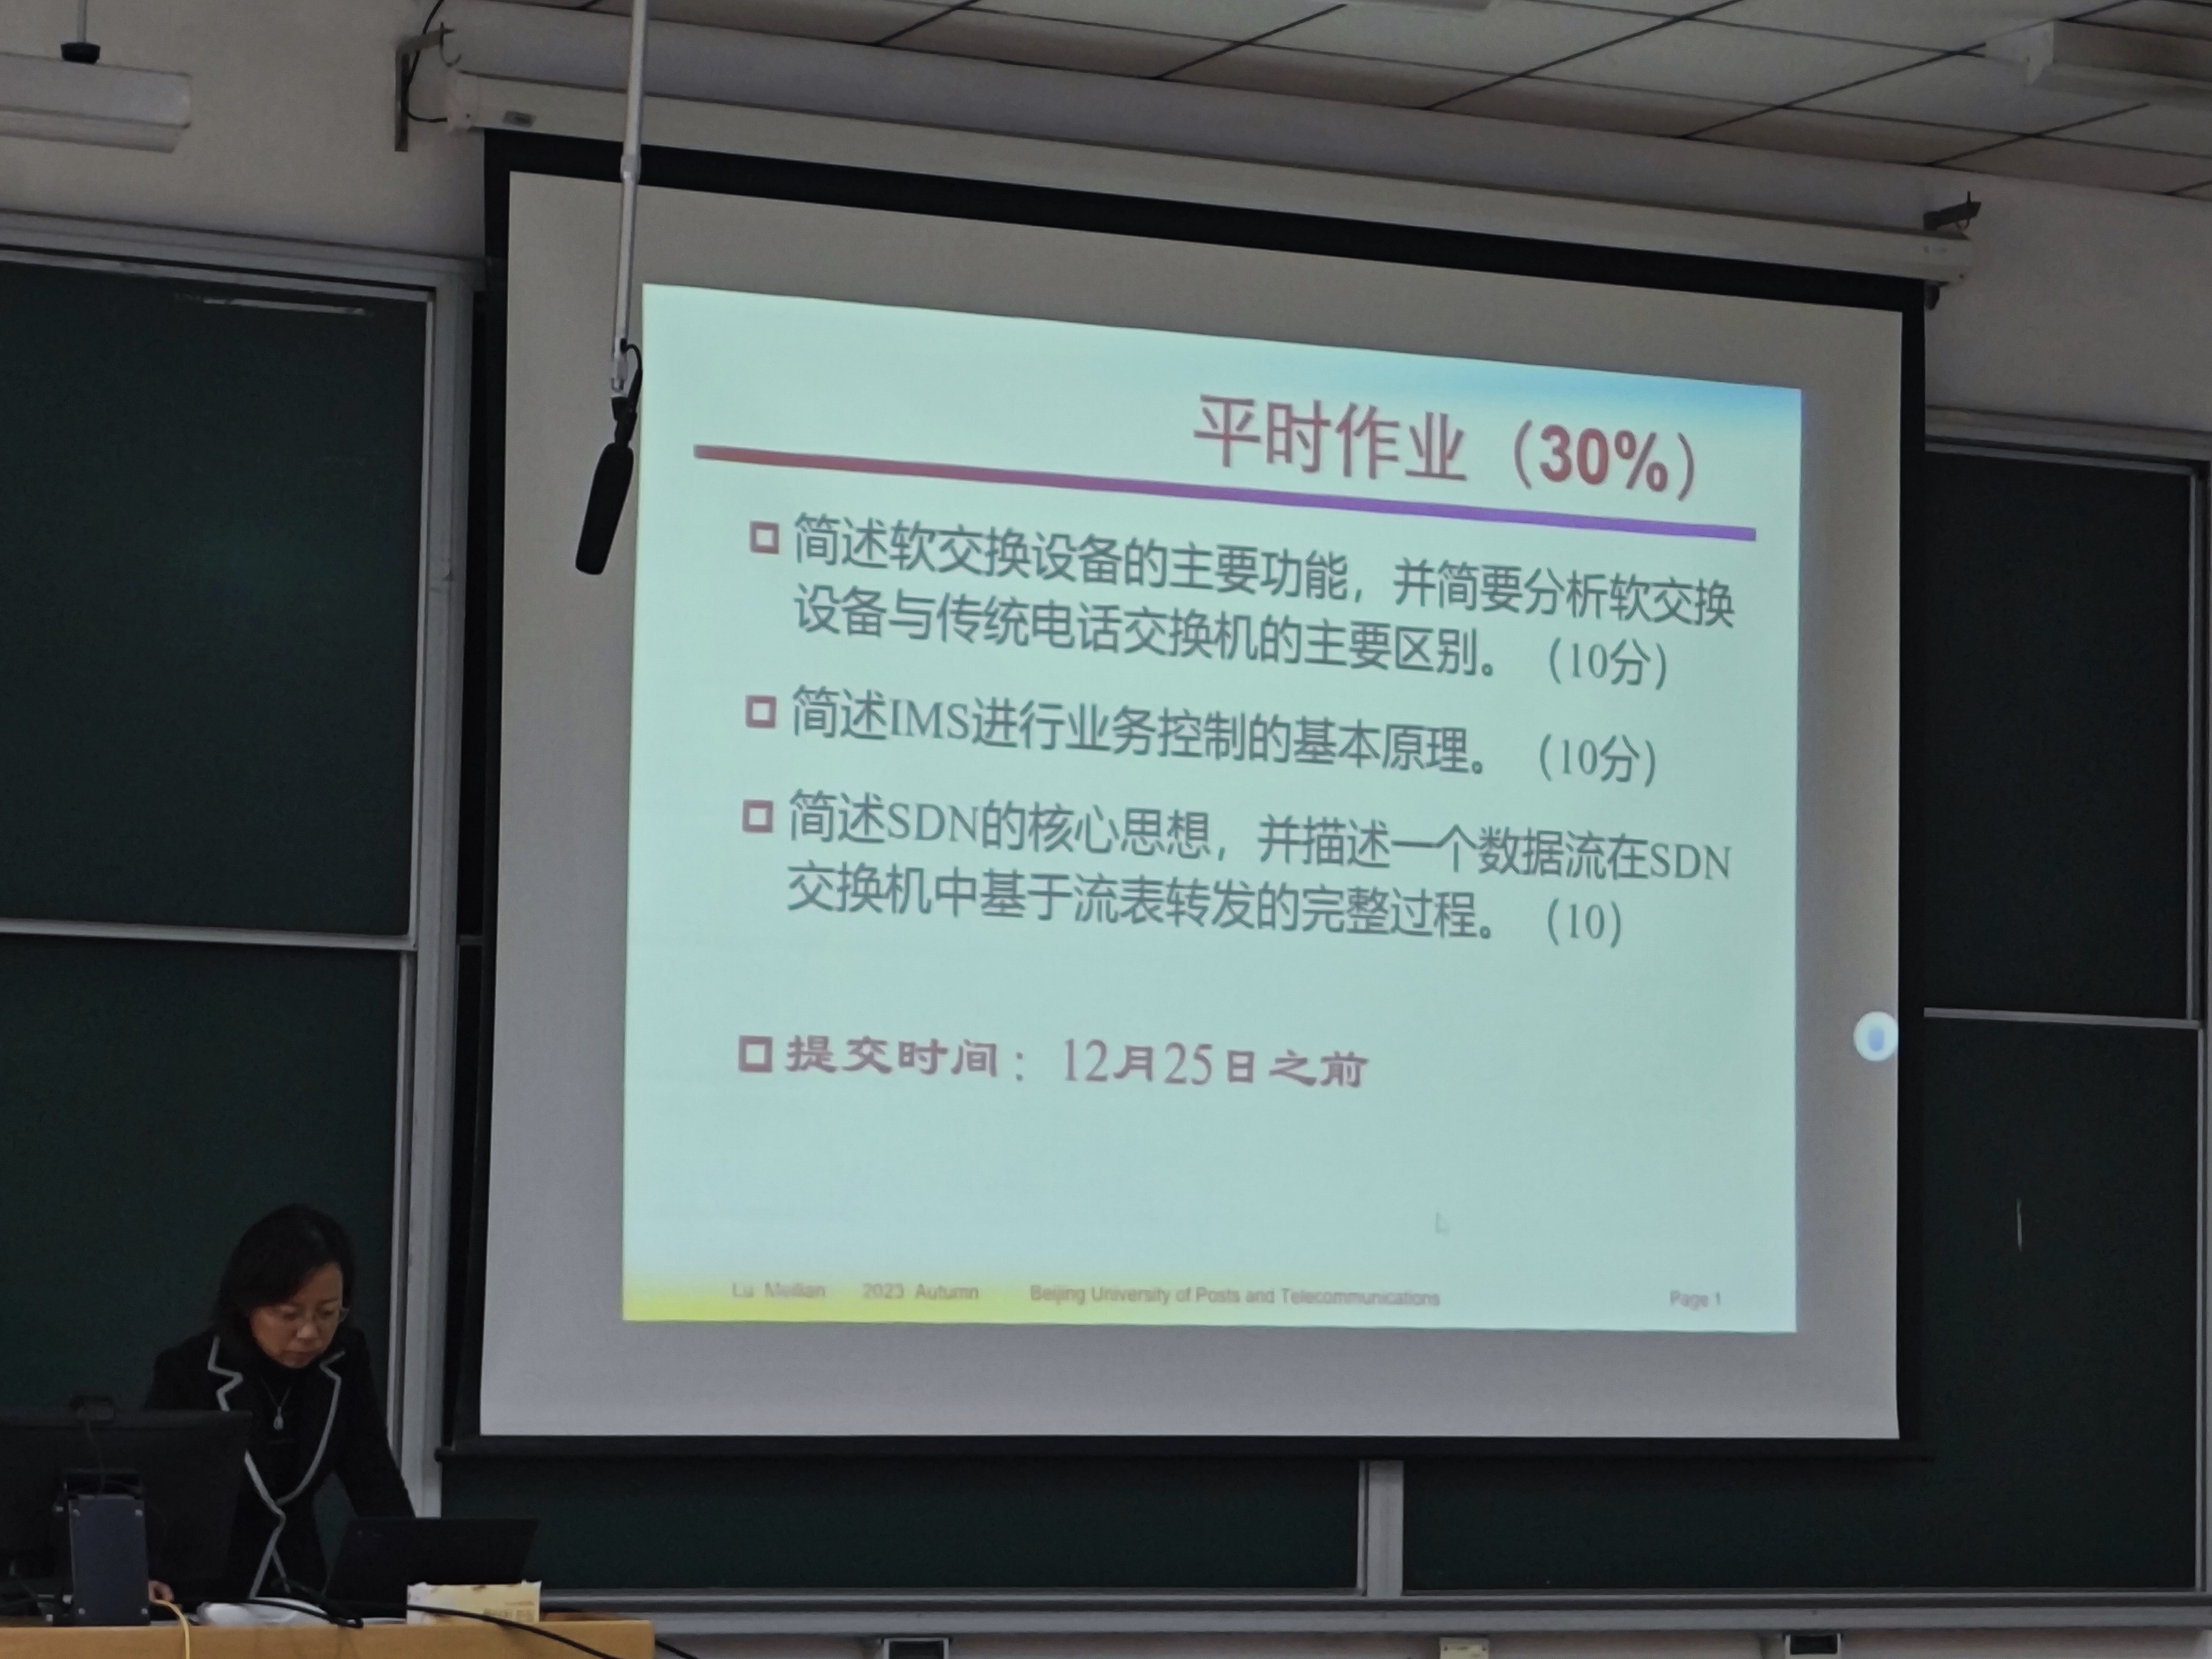 平时作业（30%）
简述软交换设备的主要功能，并简要分析软交换
设备与传统电话交换机的主要区别。（10分）
简述IMS进行业务控制的基本原理。（10分）
简述SDN的核心思想，并描述一个数据流在SDN
交换机中基于流表转发的完整过程。（10）
提交时间：12月25日之前
Lu Meilian 2023 Autumn Beijing University of Posts and Telecommunications Page 1